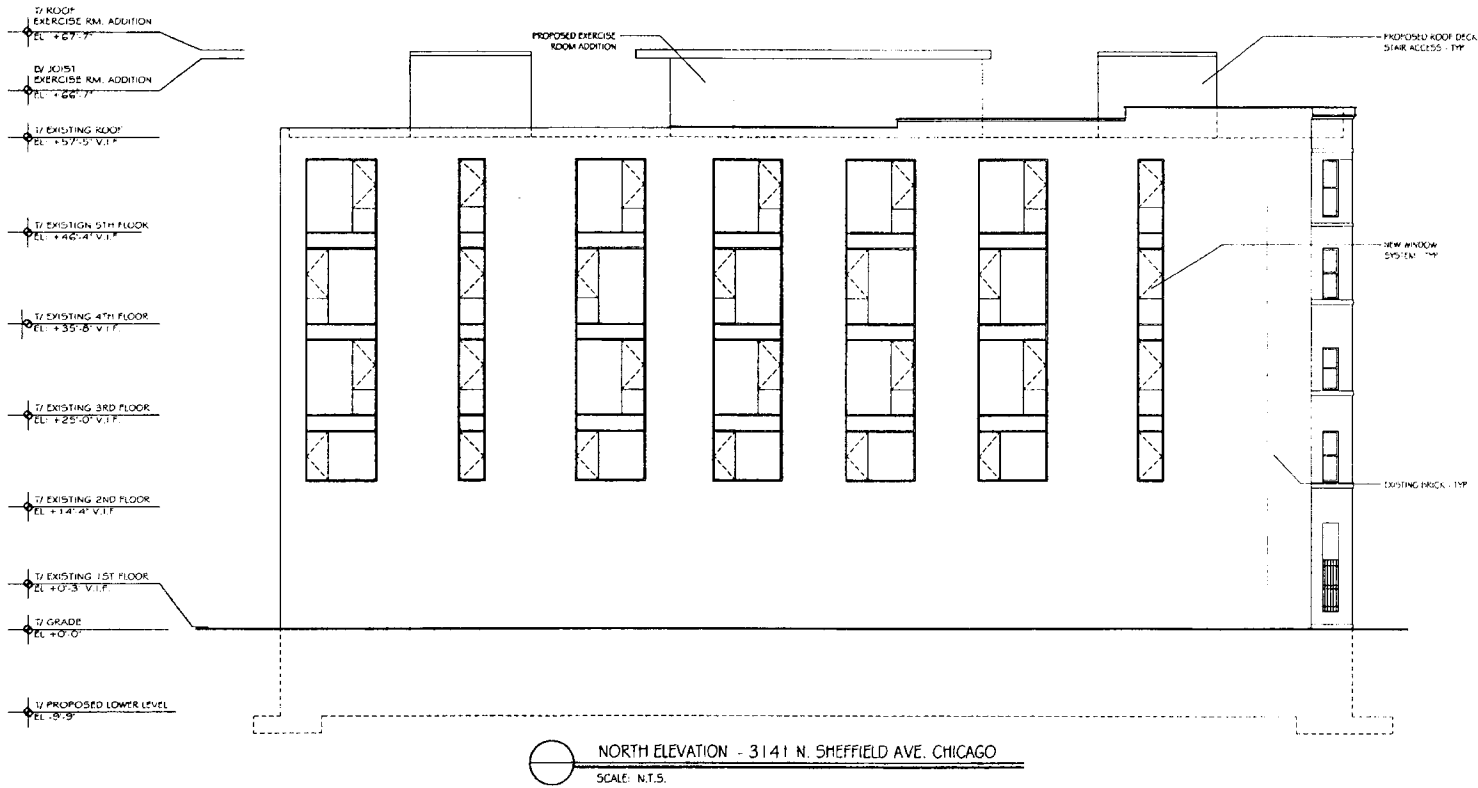 T/ ROOF
EXERCISE RM. ADDITION
EL: +67'-7"
B/ JOIST
EXERCISE RM. ADDITION
EL: +66'-7"
T/ EXISTING ROOF
EL: +57'-5" V.I.F.
T/ EXISTIGN 5TH FLOOR
EL: +46'-4" V.I.F.
T/ EXISTING 4TH FLOOR
EL: +35'-8" V.I.F.
T/ EXISTING 3RD FLOOR
EL: +25'-0" V.I.F.
T/ EXISTING 2ND FLOOR
EL: +14'-4" V.I.F.
T/ EXISTING 1ST FLOOR
EL: +0'-3" V.I.F.
T/ GRADE
EL: +0'-0"
T/ PROPOSED LOWER LEVEL
EL: -9'-9"
PROPOSED EXERCISE
ROOM ADDITION
PROPOSED ROOF DECK
STAIR ACCESS - TYP
NEW WINDOW
SYSTEM - TYP
EXISTING BRICK - TYP
NORTH ELEVATION - 3141 N. SHEFFIELD AVE. CHICAGO
SCALE: N.T.S.